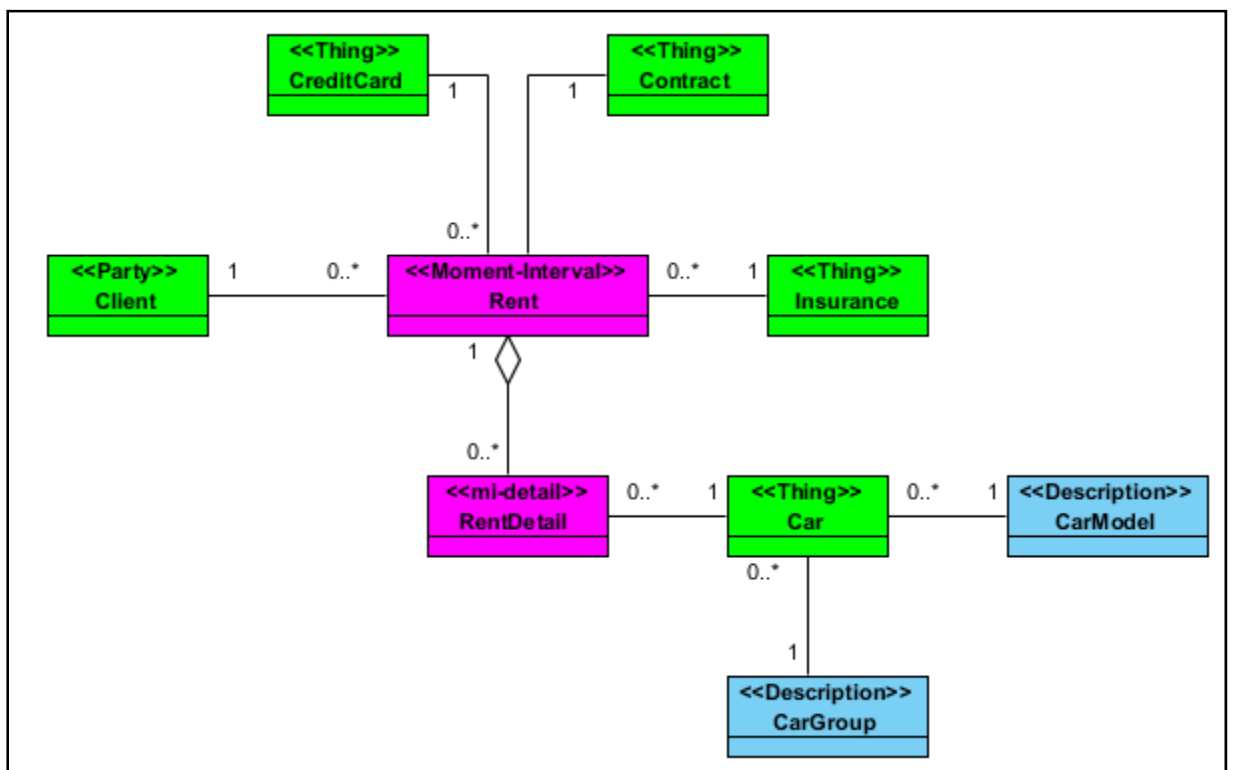 <<Thing>>
CreditCard
<<Thing>>
Contract
1
1
0..*
<<Party>>
Client
1
0..*
<<Moment-Interval>>
Rent
0..*
1
<<Thing>>
Insurance
1
0..*
<<mi-detail>>
RentDetail
0..*
1
<<Thing>>
Car
0..*
1
<<Description>>
CarModel
0..*
1
<<Description>>
CarGroup